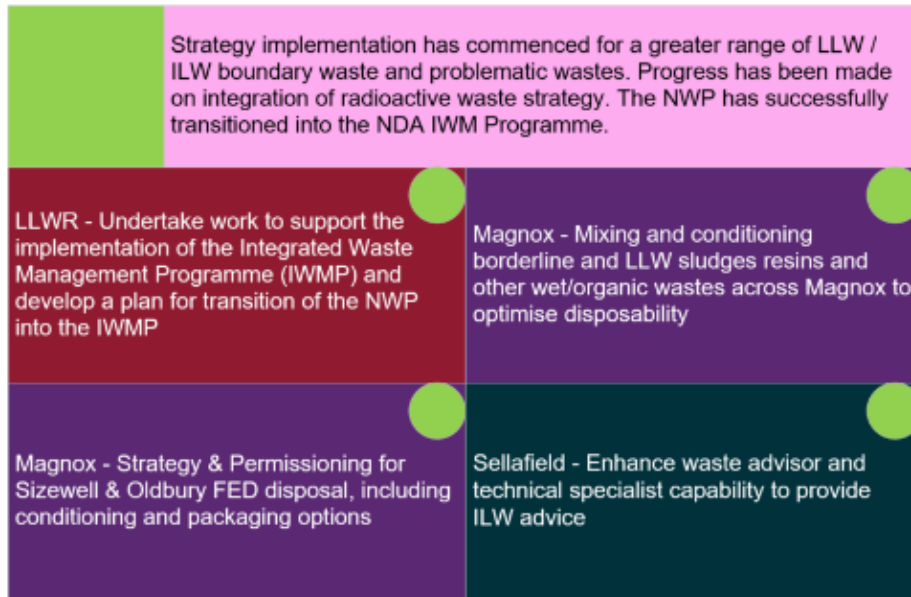 Strategy implementation has commenced for a greater range of LLW /
ILW boundary waste and problematic wastes. Progress has been made
on integration of radioactive waste strategy. The NWP has successfully
transitioned into the NDA IWM Programme.
LLWR - Undertake work to support the
implementation of the Integrated Waste
Management Programme (IWMP) and
develop a plan for transition of the NWP
into the IWMP
Magnox - Mixing and conditioning
borderline and LLW sludges resins and
other wet/organic wastes across Magnox to
optimise disposability
Magnox - Strategy & Permissioning for
Sizewell & Oldbury FED disposal, including
conditioning and packaging options
Sellafield - Enhance waste advisor and
technical specialist capability to provide
ILW advice